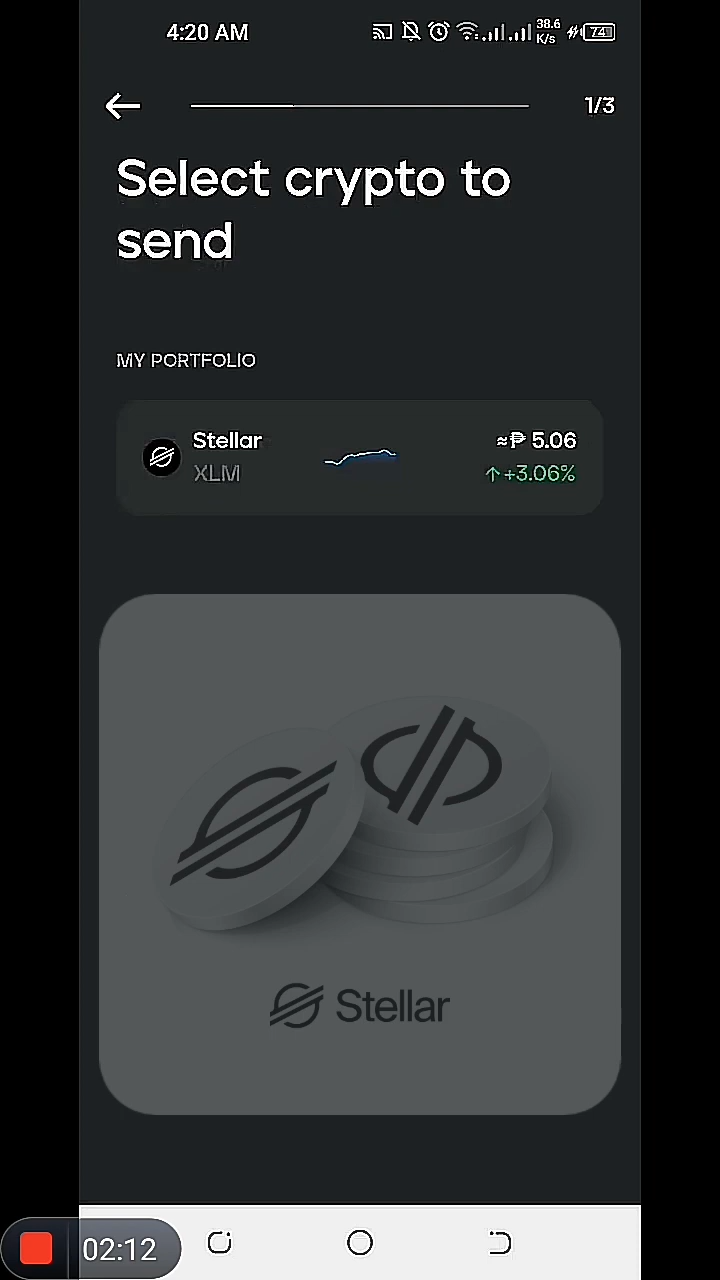 4:20 AM
38.6
K/s
74
1/3
Select crypto to
send
MY PORTFOLIO
Stellar
≈₱ 5.06
XLM
↑+3.06%
Stellar
02:12